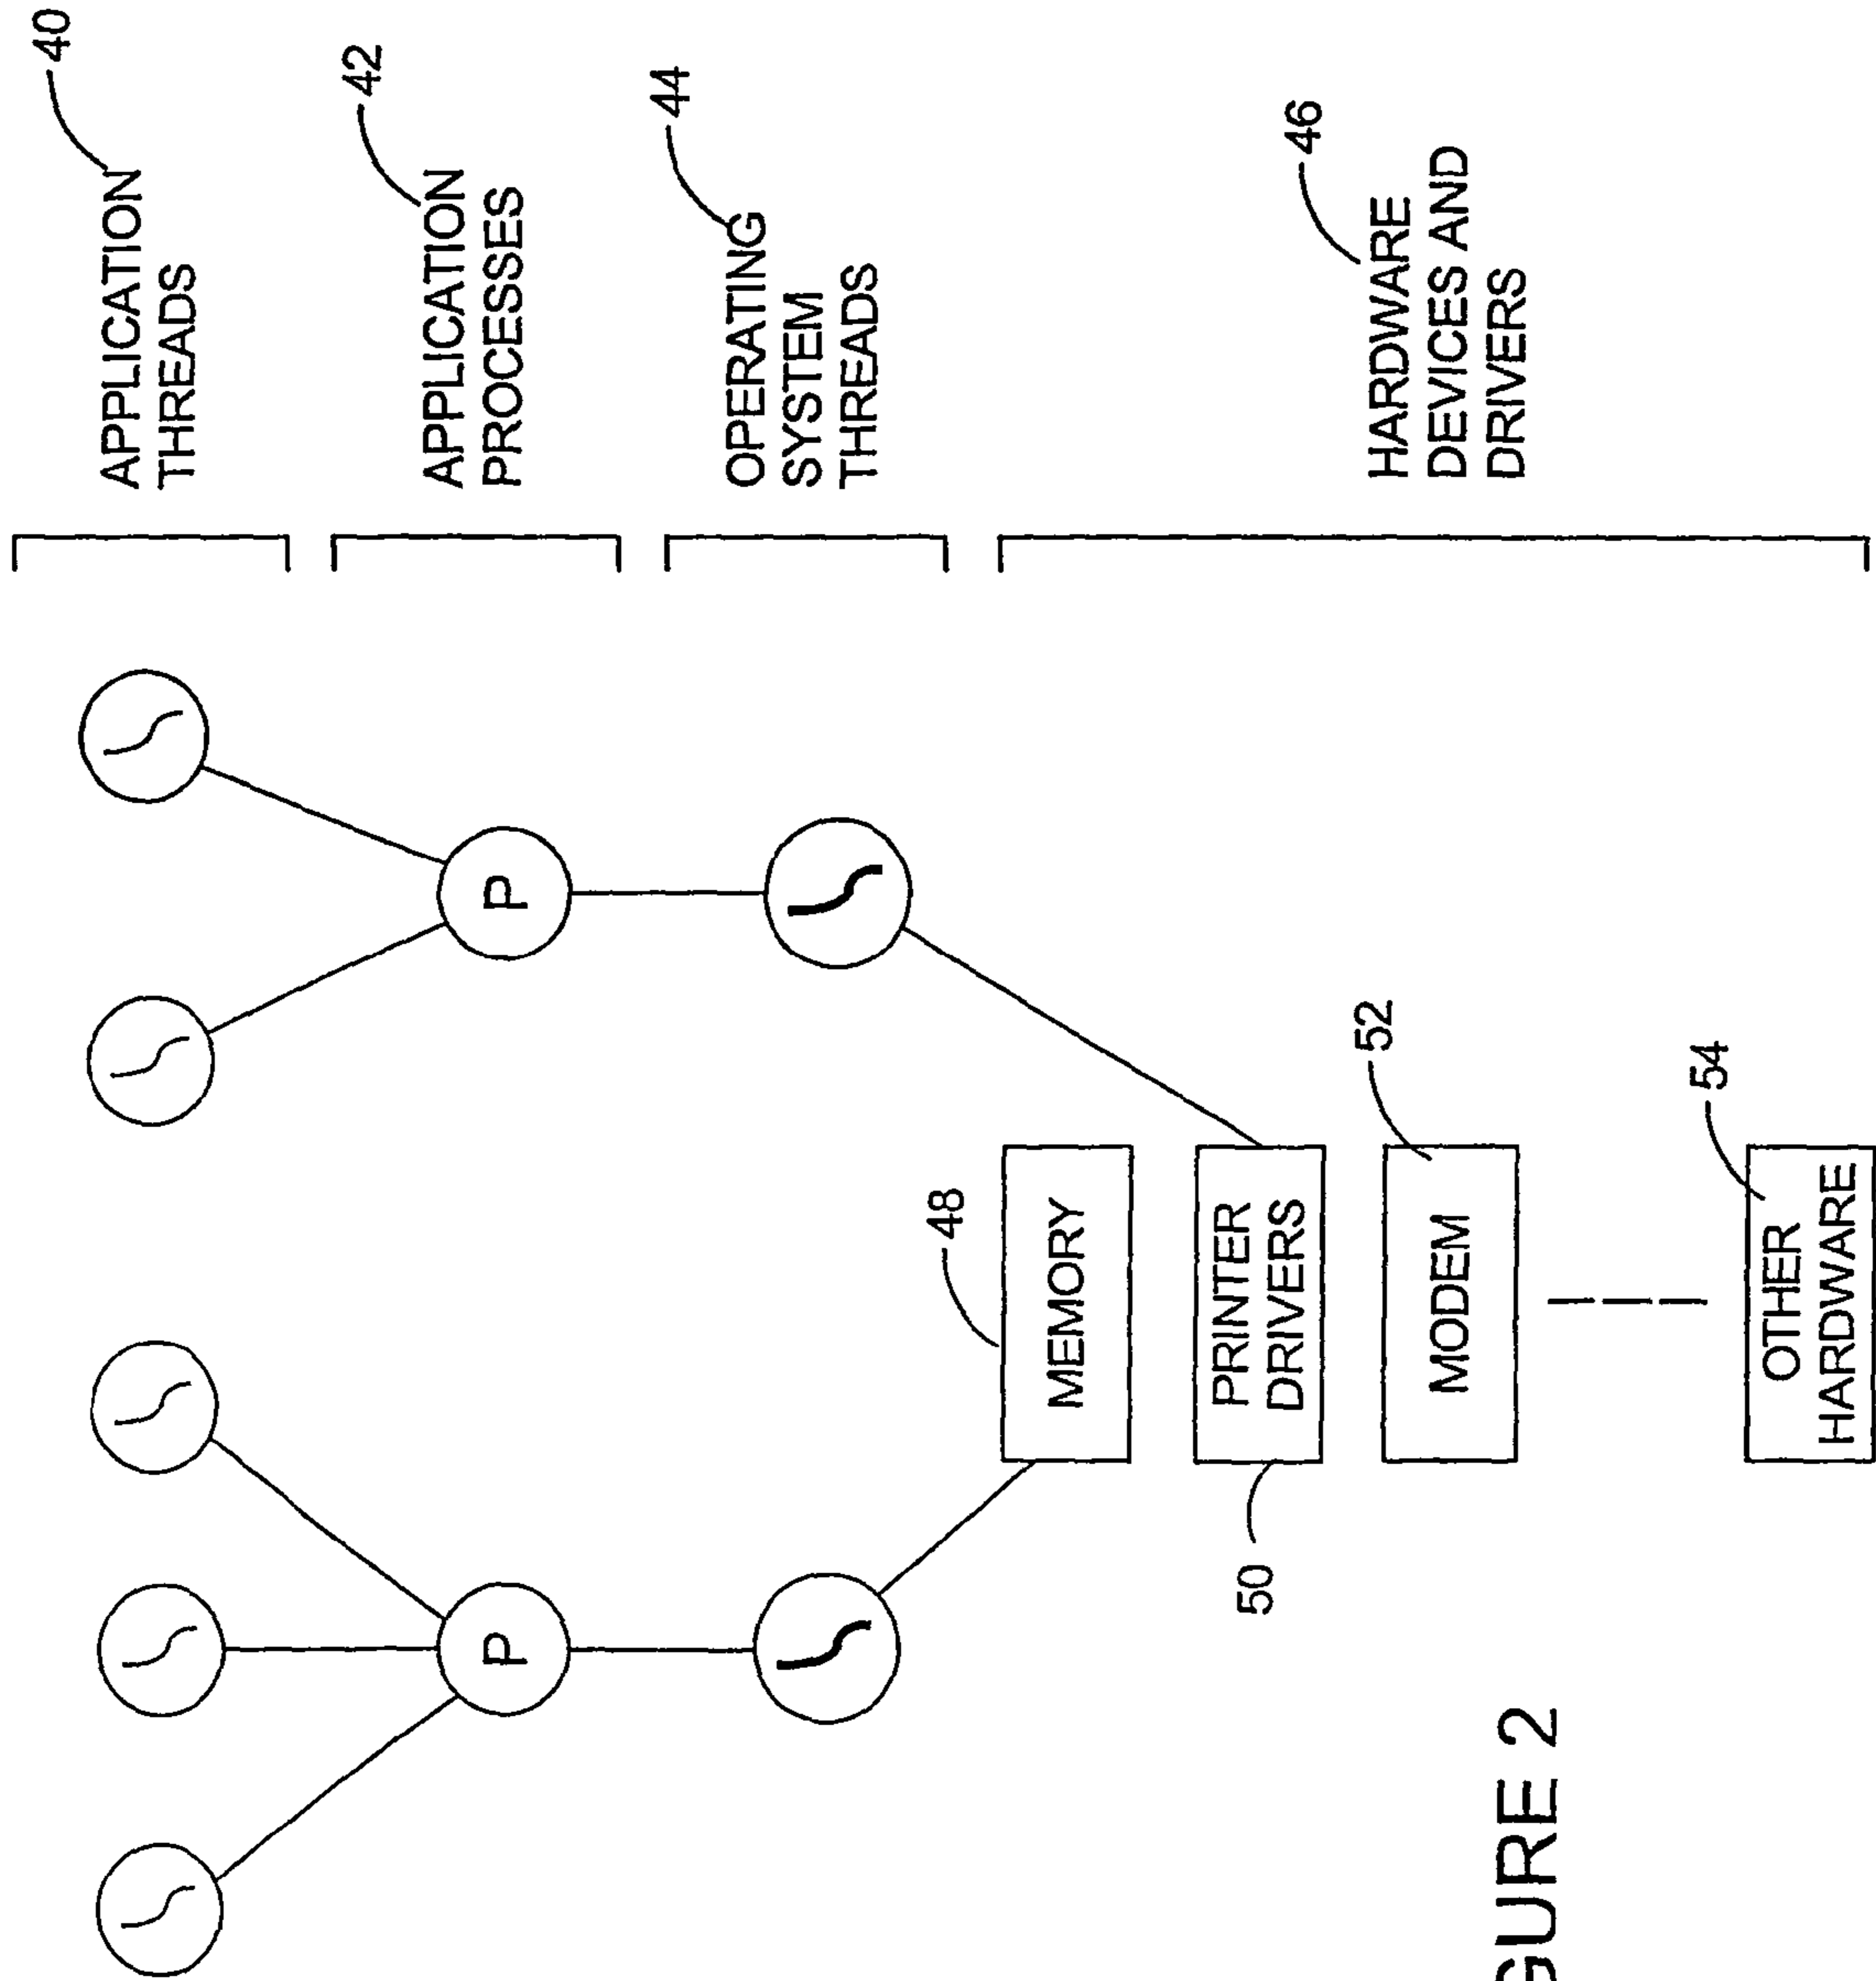 40
APPLICATION
THREADS
42
APPLICATION
PROCESSES
P
P
44
OPERATING
SYSTEM
THREADS
48
MEMORY
46
HARDWARE
DEVICES AND
DRIVERS
50
PRINTER
DRIVERS
52
MODEM
54
OTHER
HARDWARE
GURE 2